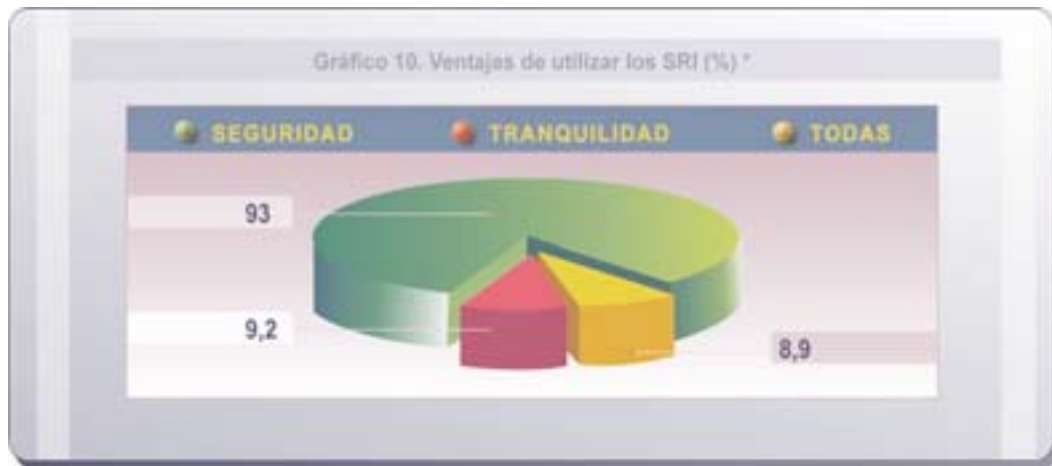 Gráfico 10. Ventajas de utilizar los SRI (%) *
SEGURIDAD TRANQUILIDAD TODAS
93
9,2
8,9